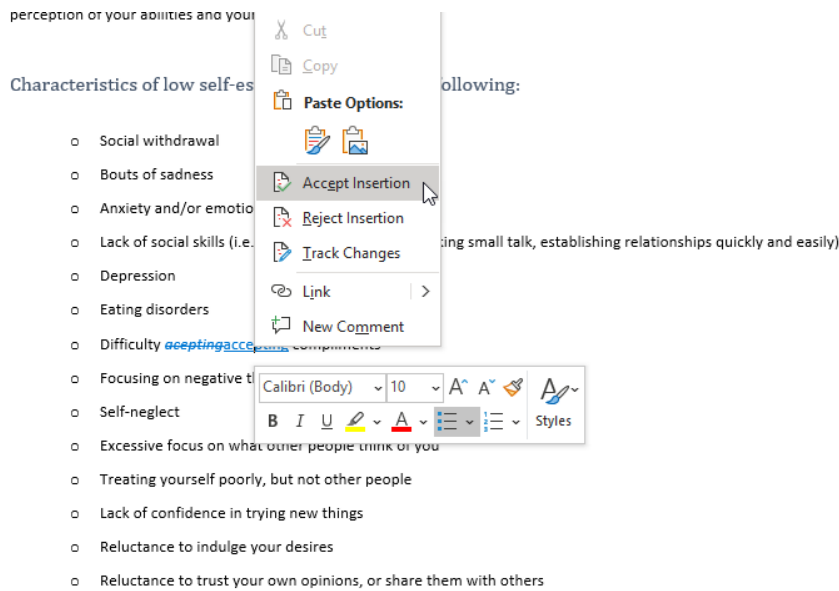 perception of your abilities and your
Cut
Copy
Characteristics of low self-es ollowing:
Paste Options:
Social withdrawal
Bouts of sadness
Accept Insertion
Anxiety and/or emotio
Reject Insertion
Lack of social skills (i.e. king small talk, establishing relationships quickly and easily)
Track Changes
Depression
Link
Eating disorders
New Comment
Difficulty aceptingaccepting compliments
Focusing on negative t
Calibri (Body) 10
Self-neglect
B I U A Styles
Excessive focus on what other people think of you
Treating yourself poorly, but not other people
Lack of confidence in trying new things
Reluctance to indulge your desires
Reluctance to trust your own opinions, or share them with others